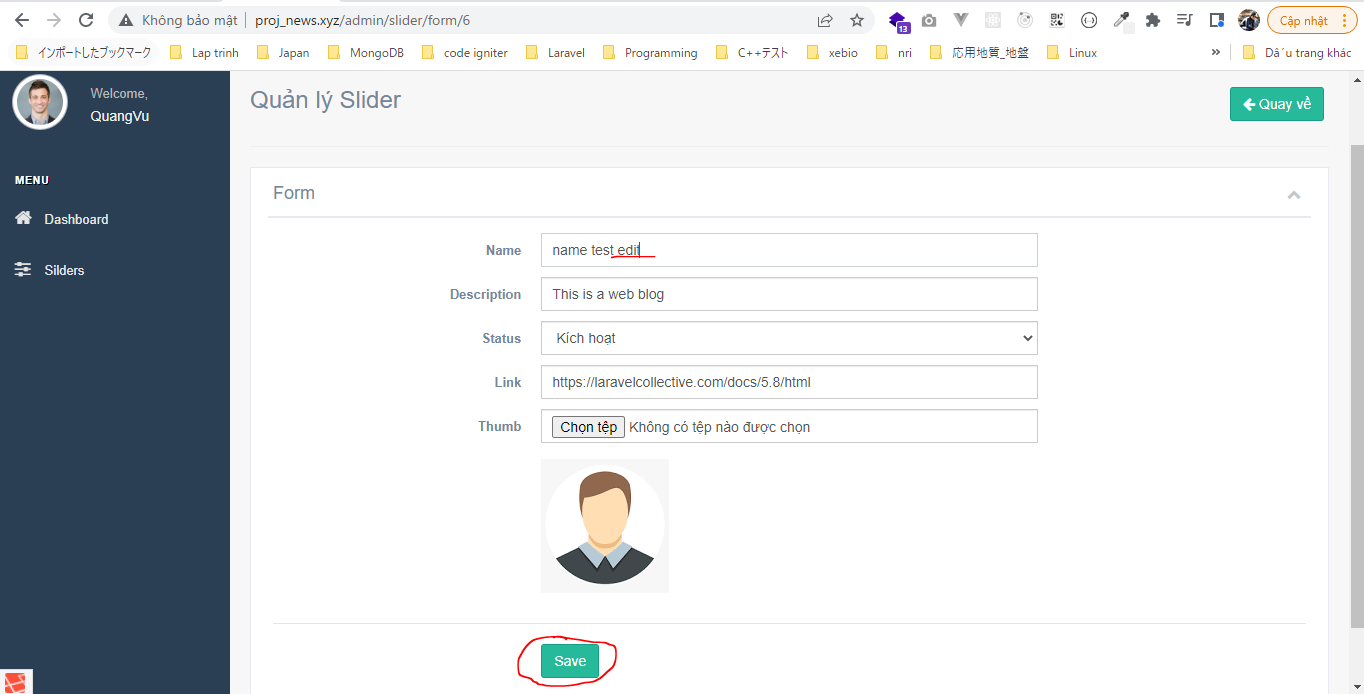 Không bảo mật proj_news.xyz/admin/slider/form/6 13 Cập nhật
インポートしたブックマーク Lap trinh Japan MongoDB code igniter Laravel Programming C++テスト xebio nri 応用地質_地盤 Linux » Dấu trang khác
Welcome,
QuangVu
Quản lý Slider
Quay về
MENU
Dashboard
Silders
Form
Name name test edit
Description This is a web blog
Status Kích hoạt
Link https://laravelcollective.com/docs/5.8/html
Thumb Chọn tệp Không có tệp nào được chọn
Save